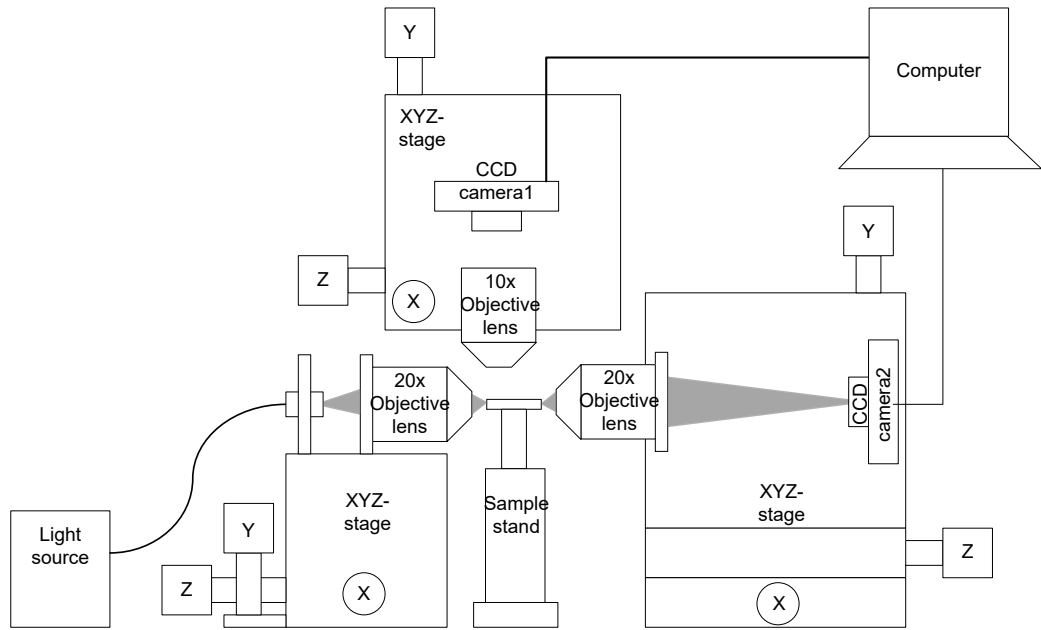 Y
XYZ-
stage
CCD
camera1
Computer
Z
X
10x
Objective
lens
Y
20x
Objective
lens
20x
Objective
lens
CCD
camera2
XYZ-
stage
Sample
stand
XYZ-
stage
Light
source
Y
Z
X
Z
X